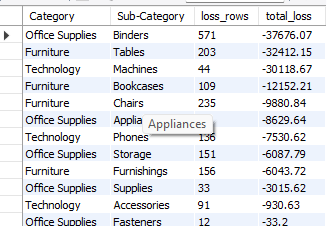 Category Sub-Category loss_rows total_loss
Office Supplies Binders 571 -37676.07
Furniture Tables 203 -32412.15
Technology Machines 44 -30118.67
Furniture Bookcases 109 -12152.21
Furniture Chairs 235 -9880.84
Office Supplies -8629.64
Appliances
Technology Phones 136 -7530.62
Office Supplies Storage 151 -6087.79
Furniture Furnishings 156 -6043.72
Office Supplies Supplies 33 -3015.62
Technology Accessories 91 -930.63
Office Supplies Fasteners 12 -33.2